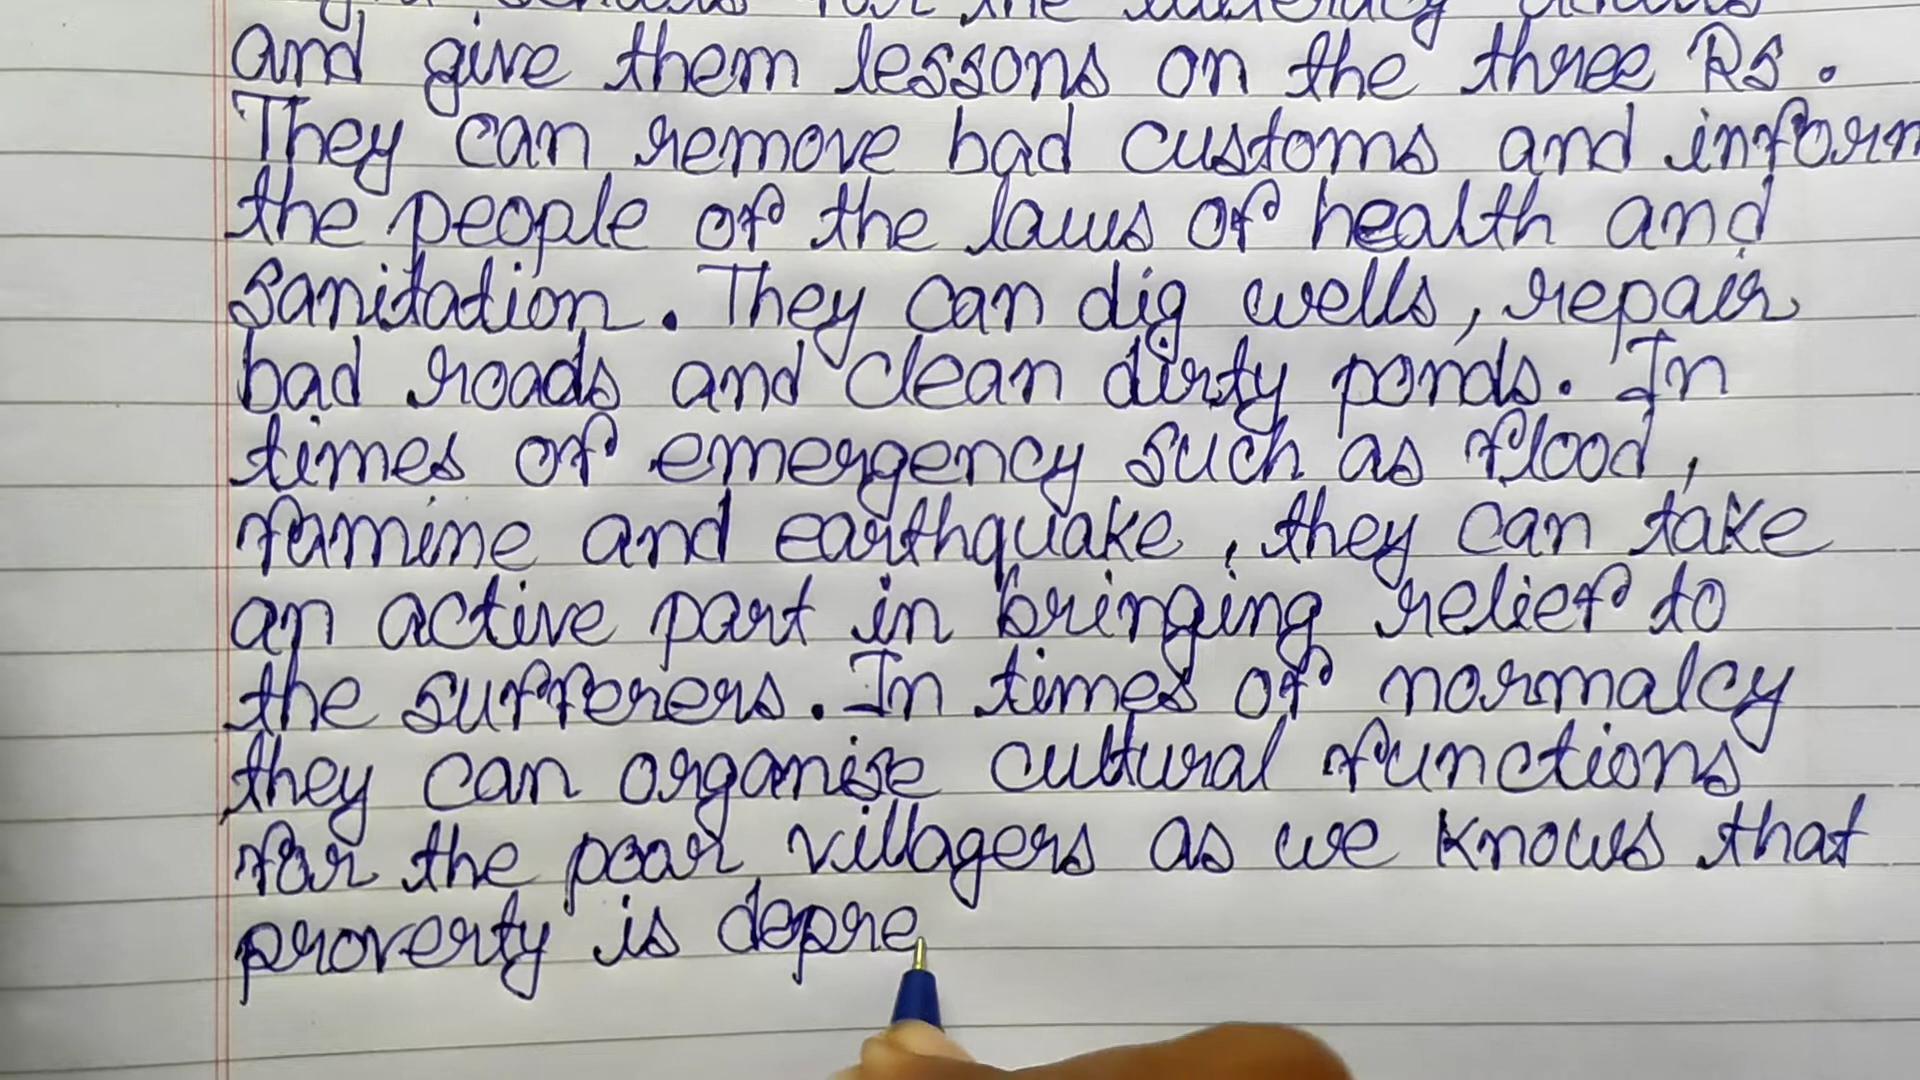 for the
and give them lessons on the three Rs.
They can remove bad customs and inform
the people of the laws of health and
sanitation. They can dig wells, repair
bad roads and clean dirty ponds. In
times of emergency such as flood,
famine and earthquake, they can take
an active part in bringing relief to
the sufferers. In times of normalcy
they can organise cultural functions
for the poor villagers as we knows that
proverty is depre